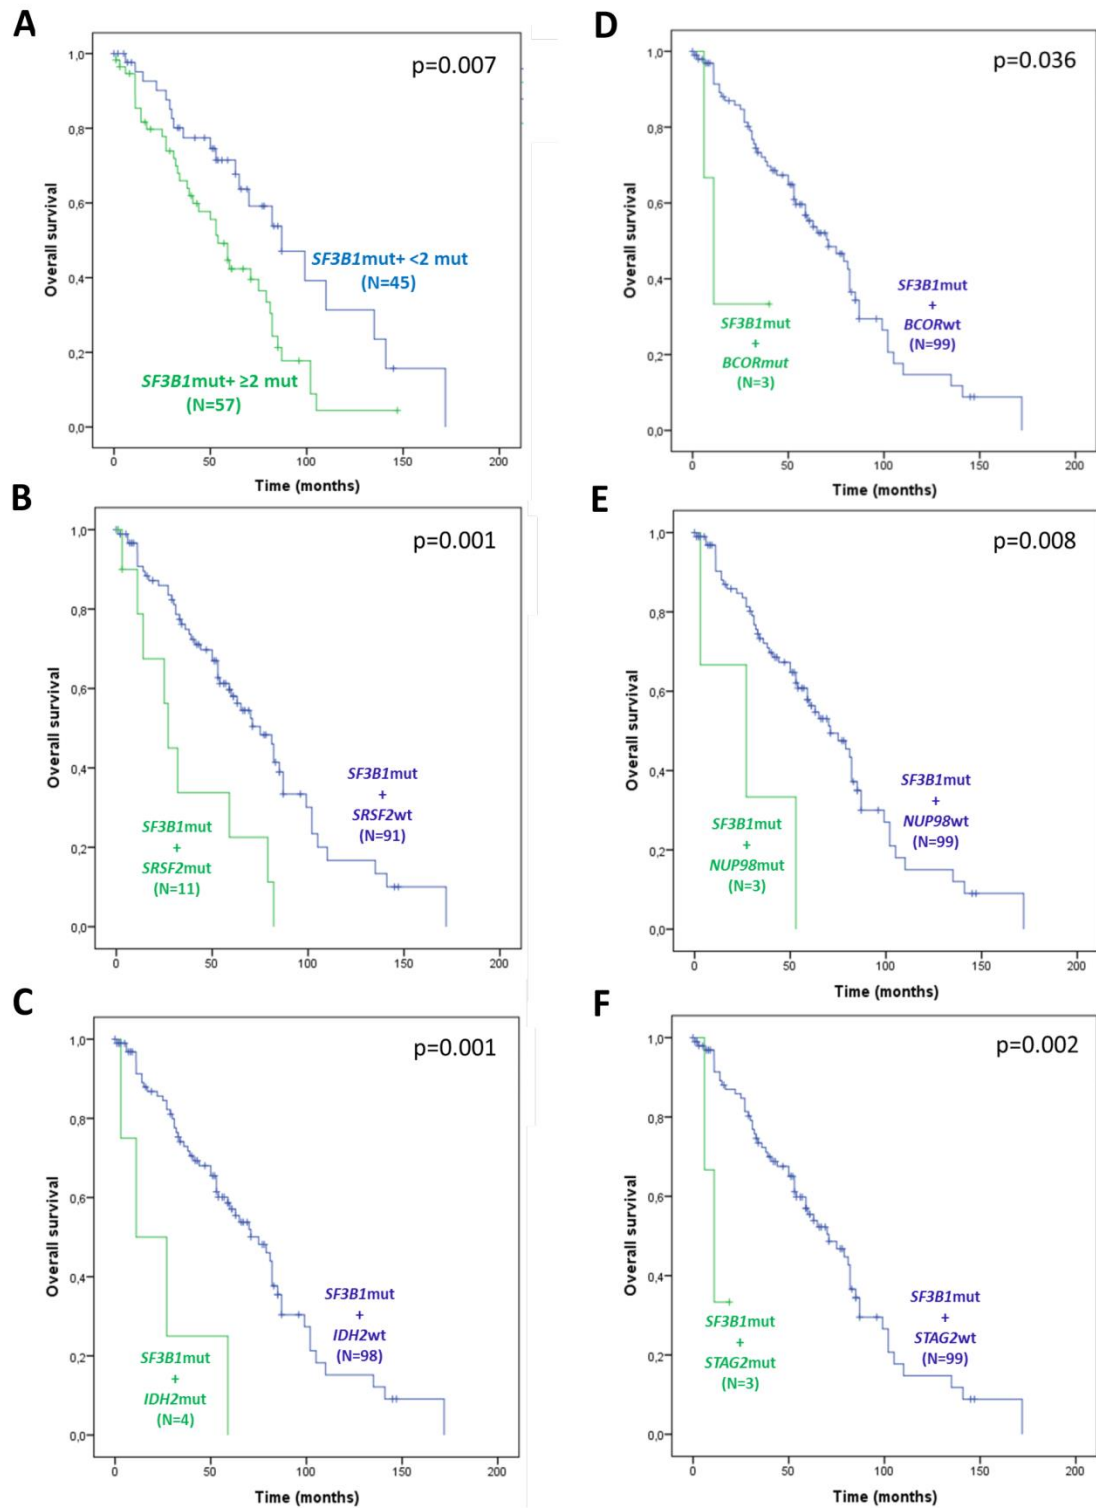 A
p=0.007
Overall survival
1,0
0,8
0,6
0,4
0,2
0,0
SF3B1mut+ <2 mut
(N=45)
SF3B1mut+ ≥2 mut
(N=57)
0 50 100 150 200
Time (months)
B
p=0.001
Overall survival
1,0
0,8
0,6
0,4
0,2
0,0
SF3B1mut
+
SRSF2wt
(N=91)
SF3B1mut
+
SRSF2mut
(N=11)
0 50 100 150 200
Time (months)
C
p=0.001
Overall survival
1,0
0,8
0,6
0,4
0,2
0,0
SF3B1mut
+
IDH2wt
(N=98)
SF3B1mut
+
IDH2mut
(N=4)
0 50 100 150 200
Time (months)
D
p=0.036
Overall survival
1,0
0,8
0,6
0,4
0,2
0,0
SF3B1mut
+
BCORwt
(N=99)
SF3B1mut
+
BCORmut
(N=3)
0 50 100 150 200
Time (months)
E
p=0.008
Overall survival
1,0
0,8
0,6
0,4
0,2
0,0
SF3B1mut
+
NUP98wt
(N=99)
SF3B1mut
+
NUP98mut
(N=3)
0 50 100 150 200
Time (months)
F
p=0.002
Overall survival
1,0
0,8
0,6
0,4
0,2
0,0
SF3B1mut
+
STAG2wt
(N=99)
SF3B1mut
+
STAG2mut
(N=3)
0 50 100 150 200
Time (months)